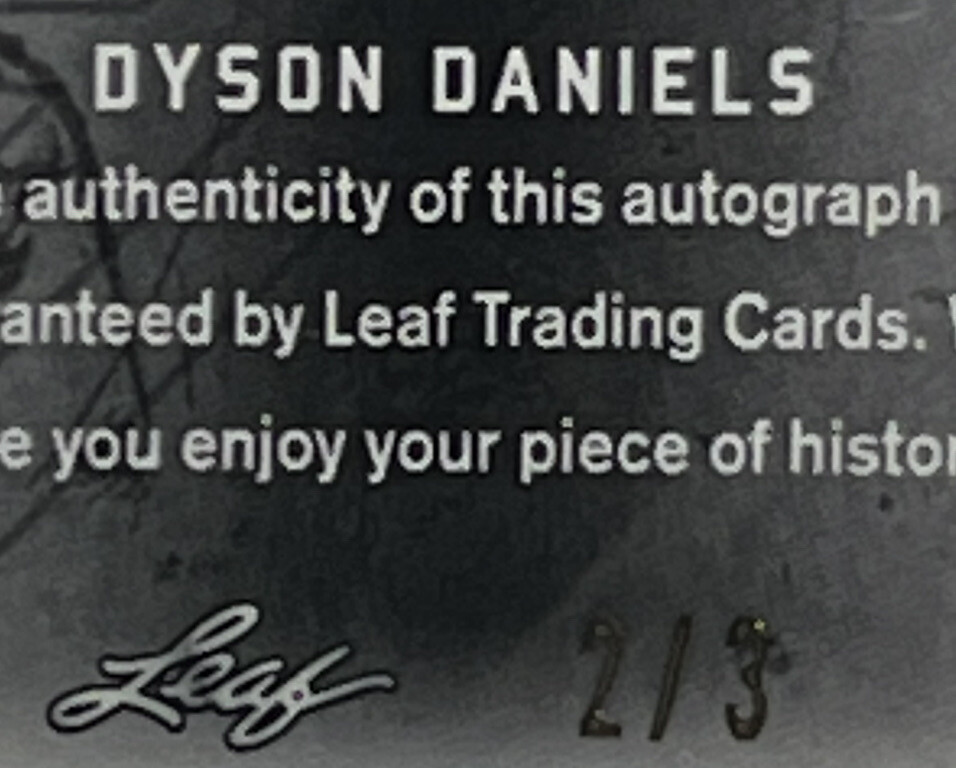 DYSON DANIELS
authenticity of this autograph
anteed by Leaf Trading Cards.
e you enjoy your piece of histor
Leaf 2/3